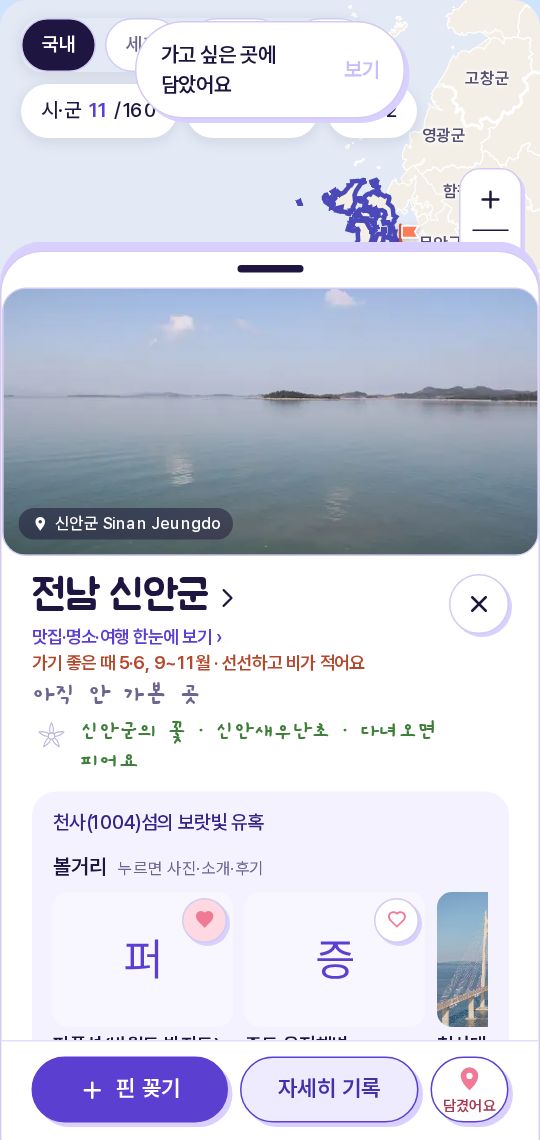 국내
가고 싶은 곳에
담았어요
보기
시·군 11 /160
2
고창군
영광군
+
신안군 Sinan Jeungdo
전남 신안군 >
맛집·명소·여행 한눈에 보기 ›
가기 좋은 때 5·6, 9~11월 · 선선하고 비가 적어요
아직 안 가본 곳
신안군의 꽃 · 신안새우난초 · 다녀오면
피어요
천사(1004)섬의 보랏빛 유혹
볼거리 누르면 사진·소개·후기
퍼
증
+ 핀 꽂기
자세히 기록
담겼어요